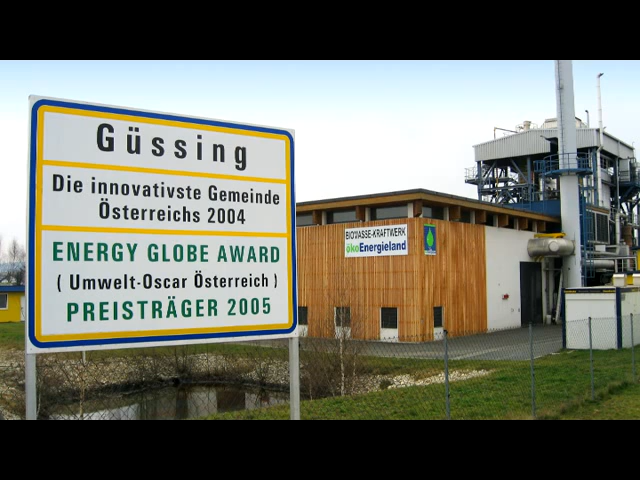 Güssing
Die innovativste Gemeinde
Österreichs 2004
ENERGY GLOBE AWARD
( Umwelt-Oscar Österreich )
PREISTRÄGER 2005
BIOMASSE-KRAFTWERK
ökoEnergieland